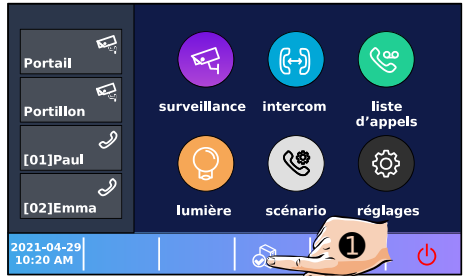 Portail
Portillon
[01]Paul
[02]Emma
surveillance
intercom
liste
d'appels
lumière
scénario
réglages
2021-04-29
10:20 AM
1